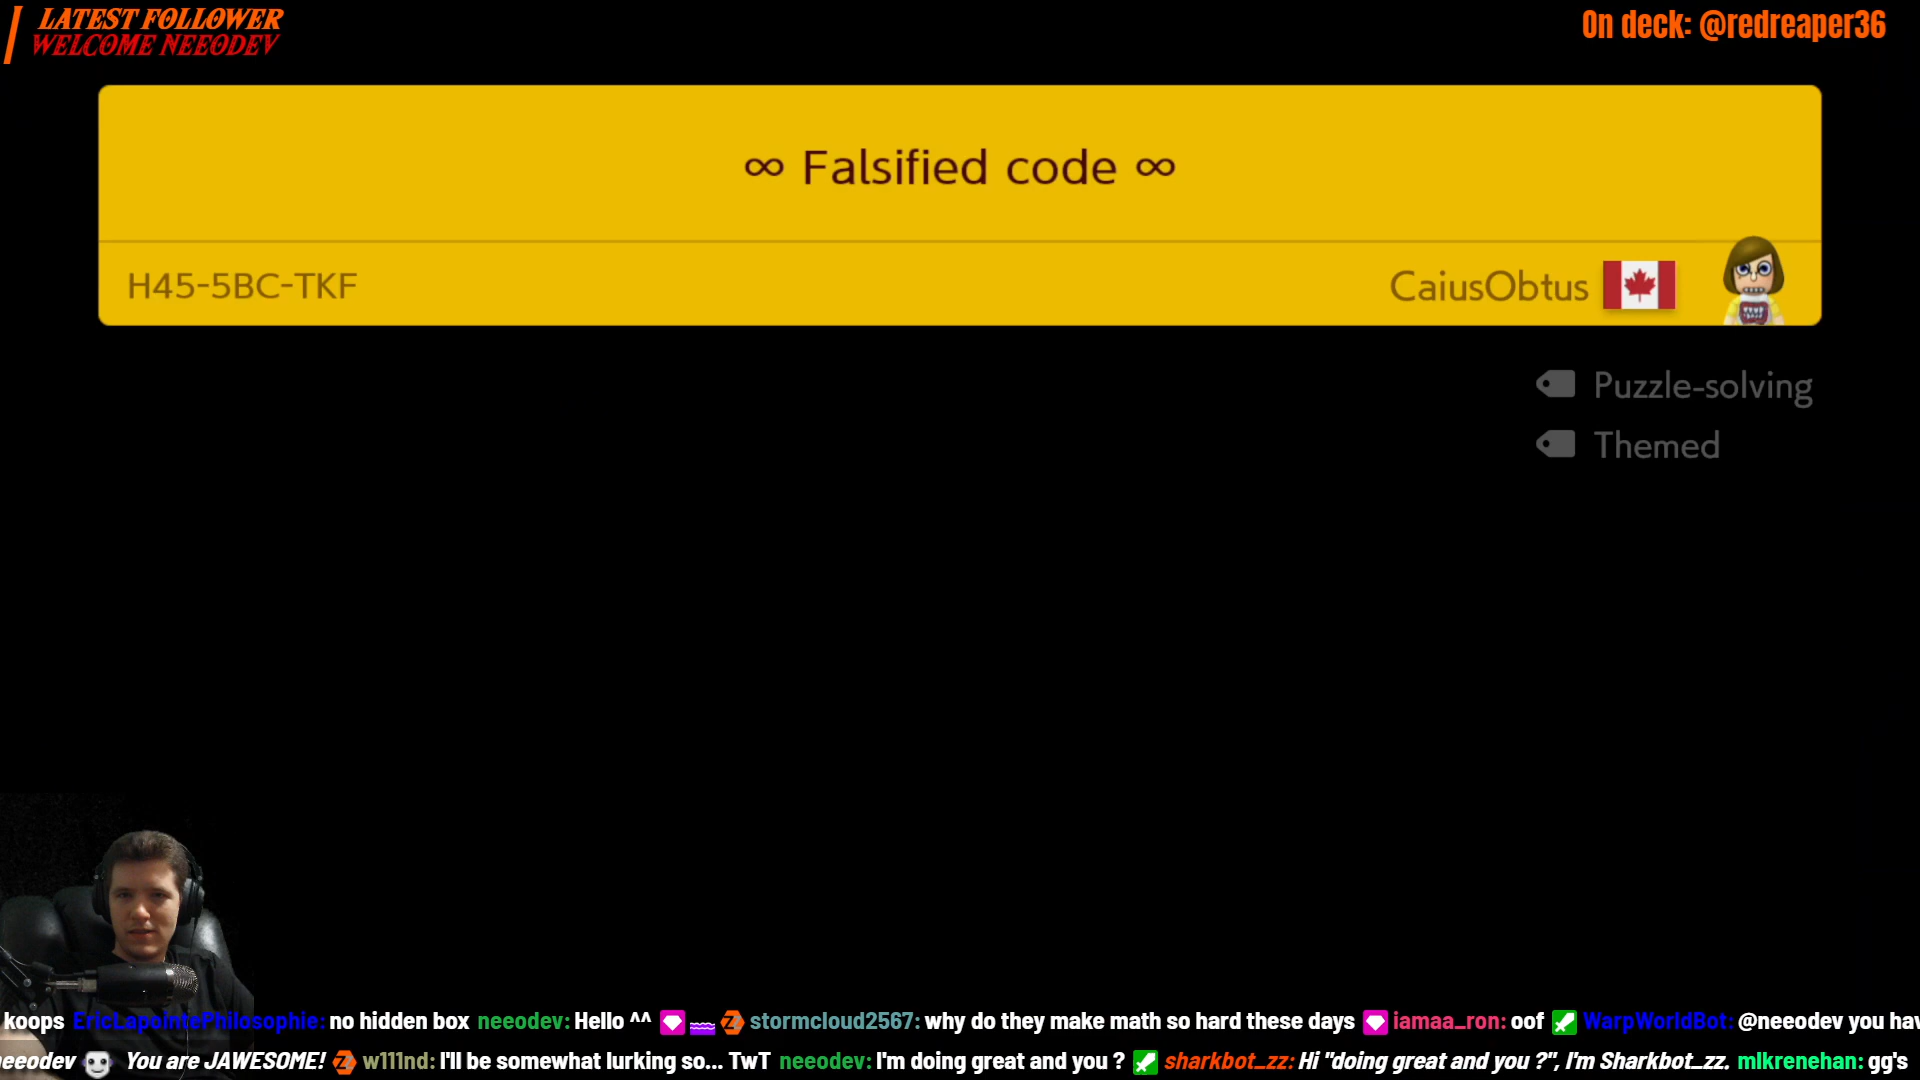 LATEST FOLLOWER
WELCOME NEEODEV
On deck: @redreaper36
∞ Falsified code ∞
H45-5BC-TKF
CaiusObtus
Puzzle-solving
Themed
koops EricLapointePhilosophie: no hidden box neeodev: Hello ^^ stormcloud2567: why do they make math so hard these days iamaa_ron: oof WarpWorldBot: @neeodev you hav
neeodev You are JAWESOME! w111nd: I'll be somewhat lurking so... TwT neeodev: I'm doing great and you ? sharkbot_zz: Hi "doing great and you ?", I'm Sharkbot_zz. mlkrenehan: gg's